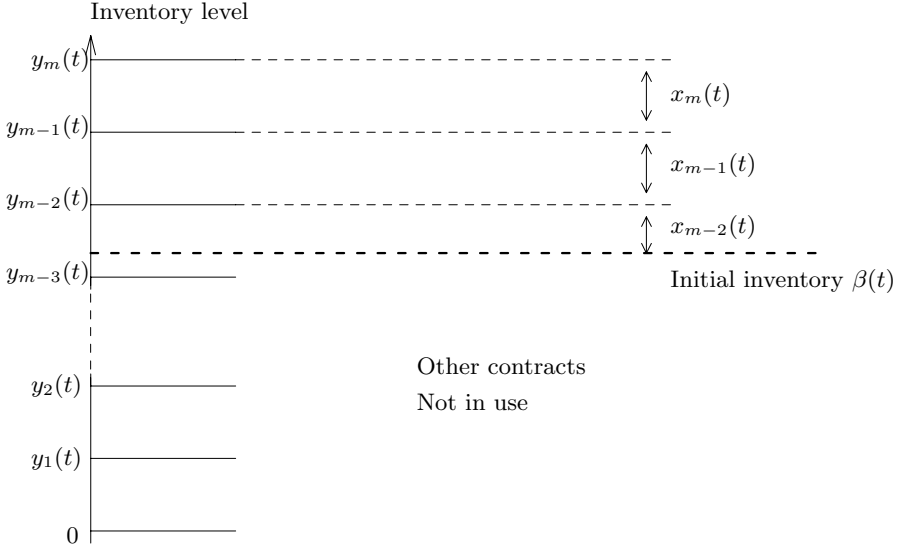 Inventory level
y_m(t)
x_m(t)
y_{m−1}(t)
x_{m−1}(t)
y_{m−2}(t)
x_{m−2}(t)
y_{m−3}(t)
Initial inventory β(t)
Other contracts
y_2(t)
Not in use
y_1(t)
0